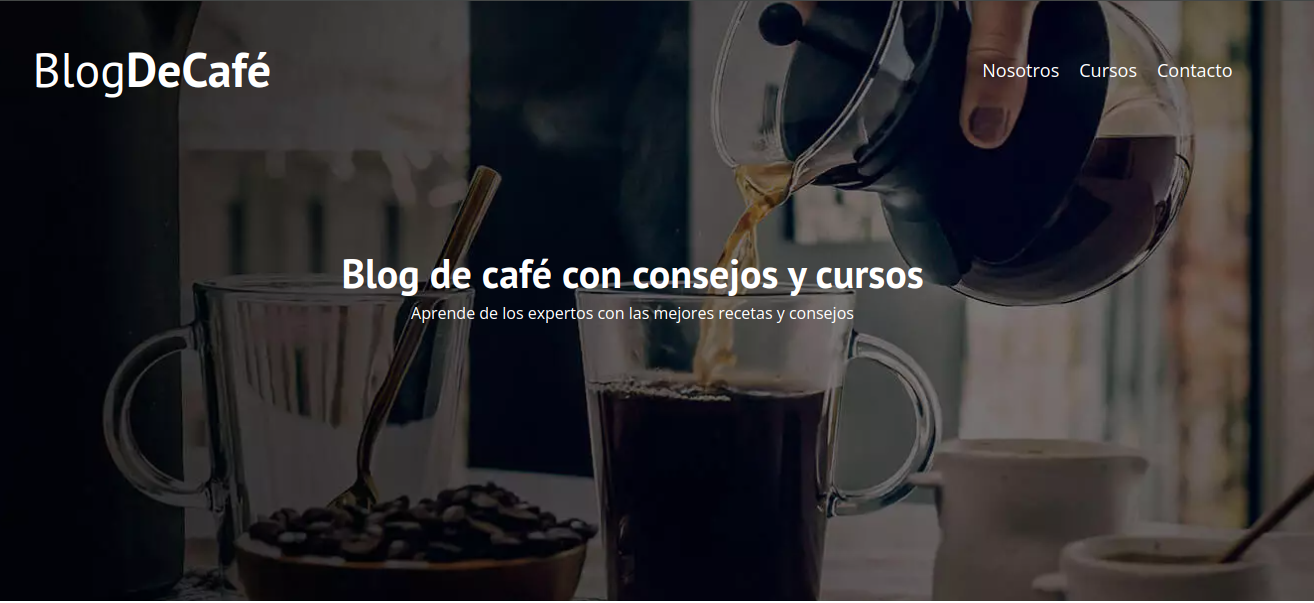 BlogDeCafé
Nosotros Cursos Contacto
Blog de café con consejos y cursos
Aprende de los expertos con las mejores recetas y consejos